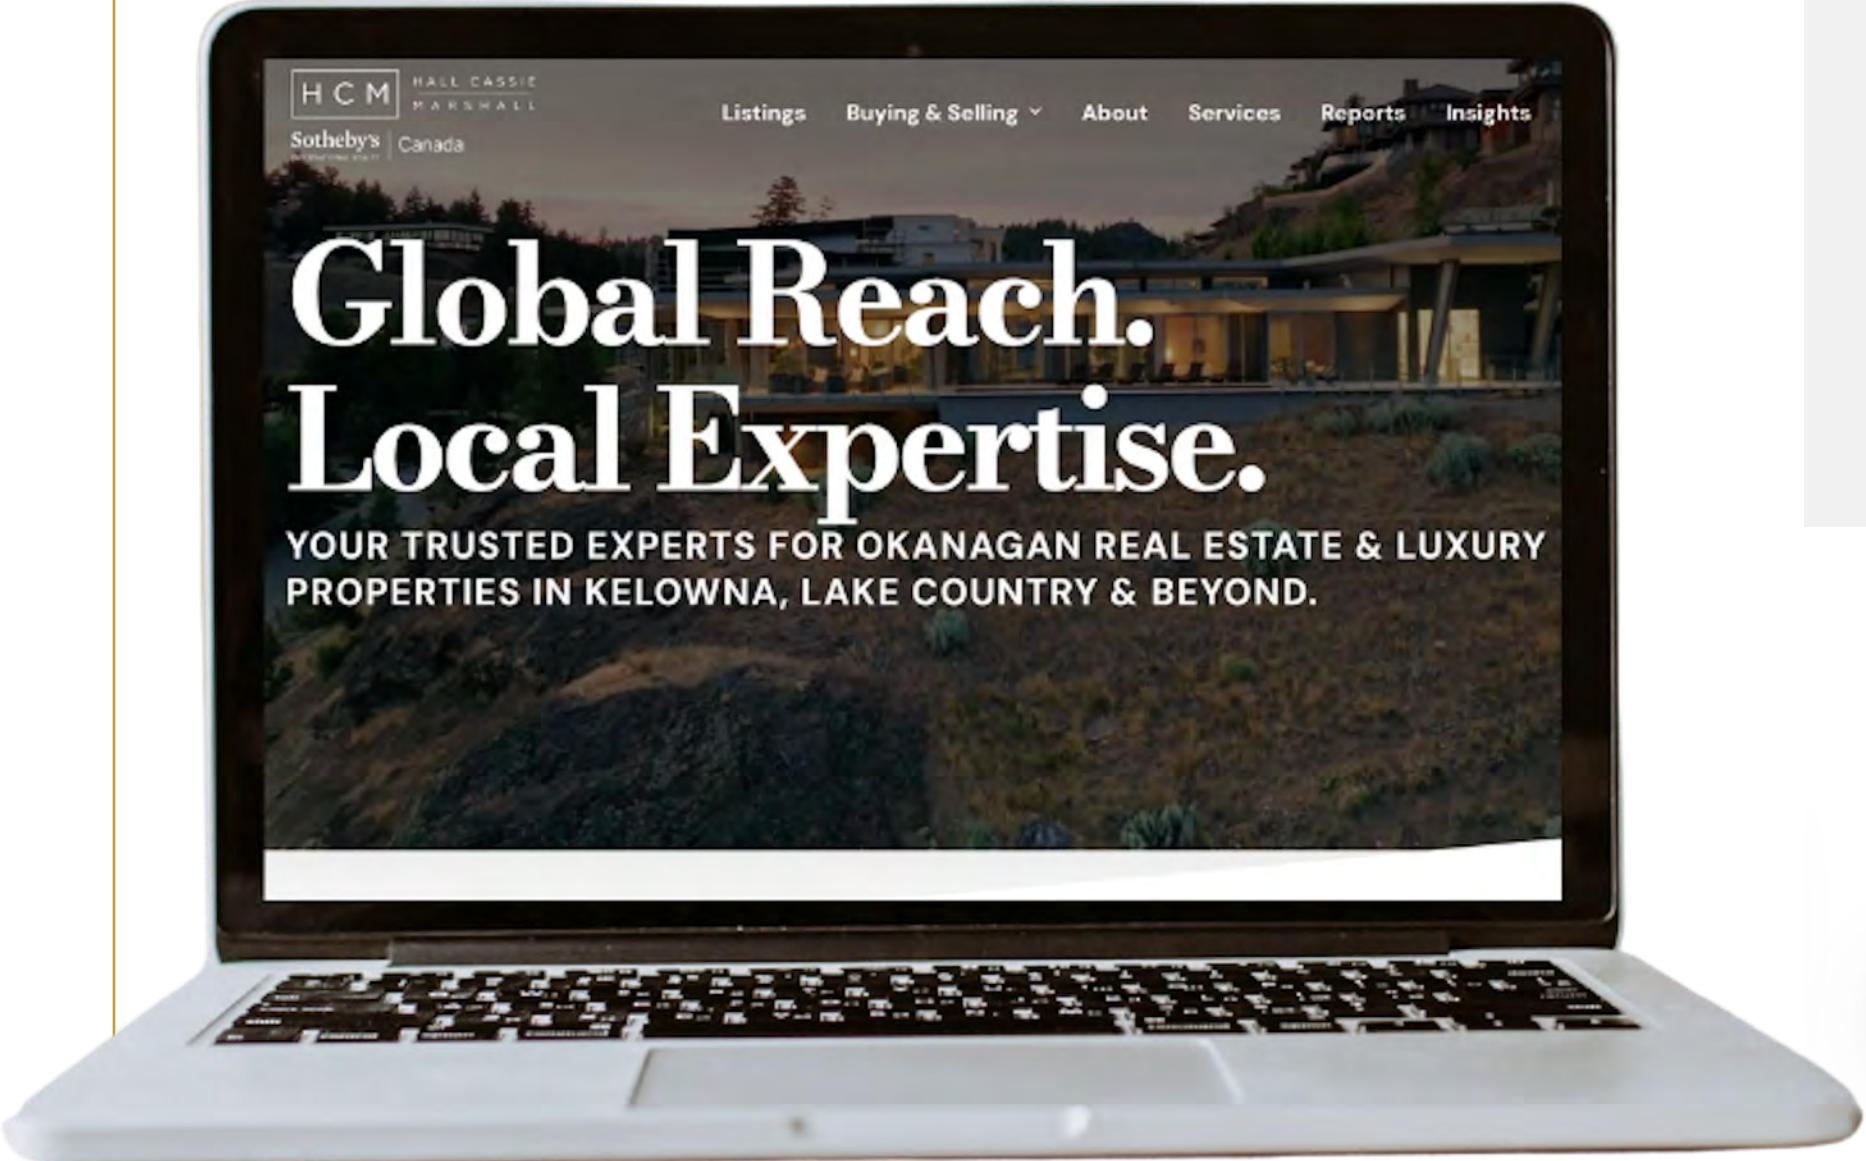 HCM
HALL CASSIE
MARSHALL
Sotheby's | Canada
Listings Buying & Selling About Services Reports Insights
Global Reach.
Local Expertise.
YOUR TRUSTED EXPERTS FOR OKANAGAN REAL ESTATE & LUXURY
PROPERTIES IN KELOWNA, LAKE COUNTRY & BEYOND.